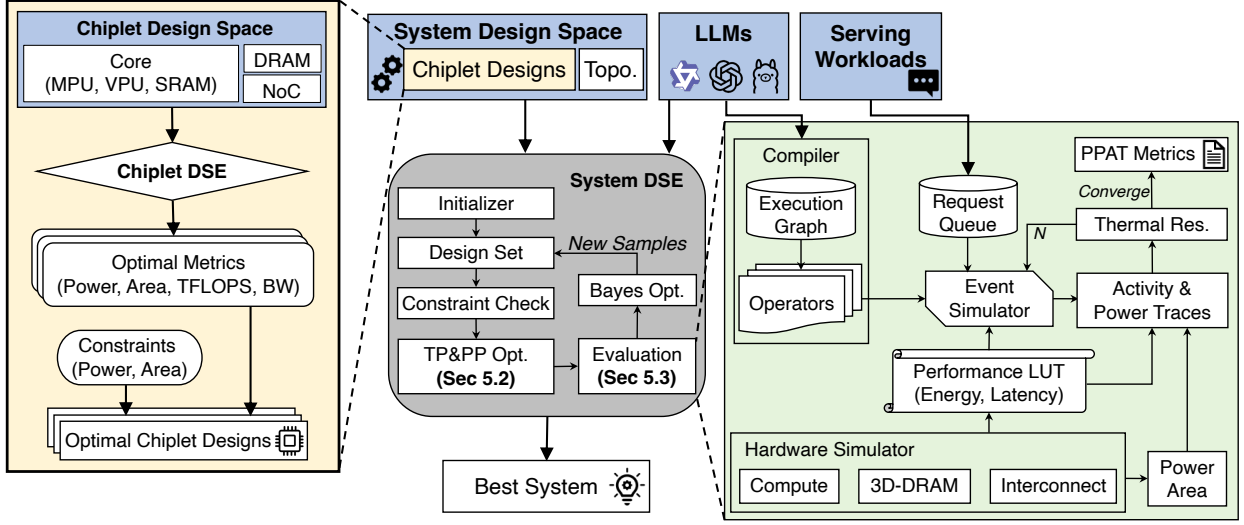 Chiplet Design Space
Core
(MPU, VPU, SRAM)
DRAM
NoC
Chiplet DSE
Optimal Metrics
(Power, Area, TFLOPS, BW)
Constraints
(Power, Area)
Optimal Chiplet Designs
System Design Space
Chiplet Designs
Topo.
LLMs
Serving
Workloads
System DSE
Initializer
Design Set
New Samples
Constraint Check
Bayes Opt.
TP&PP Opt.
(Sec 5.2)
Evaluation
(Sec 5.3)
Best System
Compiler
Execution
Graph
Operators
Request
Queue
Event
Simulator
PPAT Metrics
Converge
Thermal Res.
N
Activity &
Power Traces
Performance LUT
(Energy, Latency)
Hardware Simulator
Compute
3D-DRAM
Interconnect
Power
Area